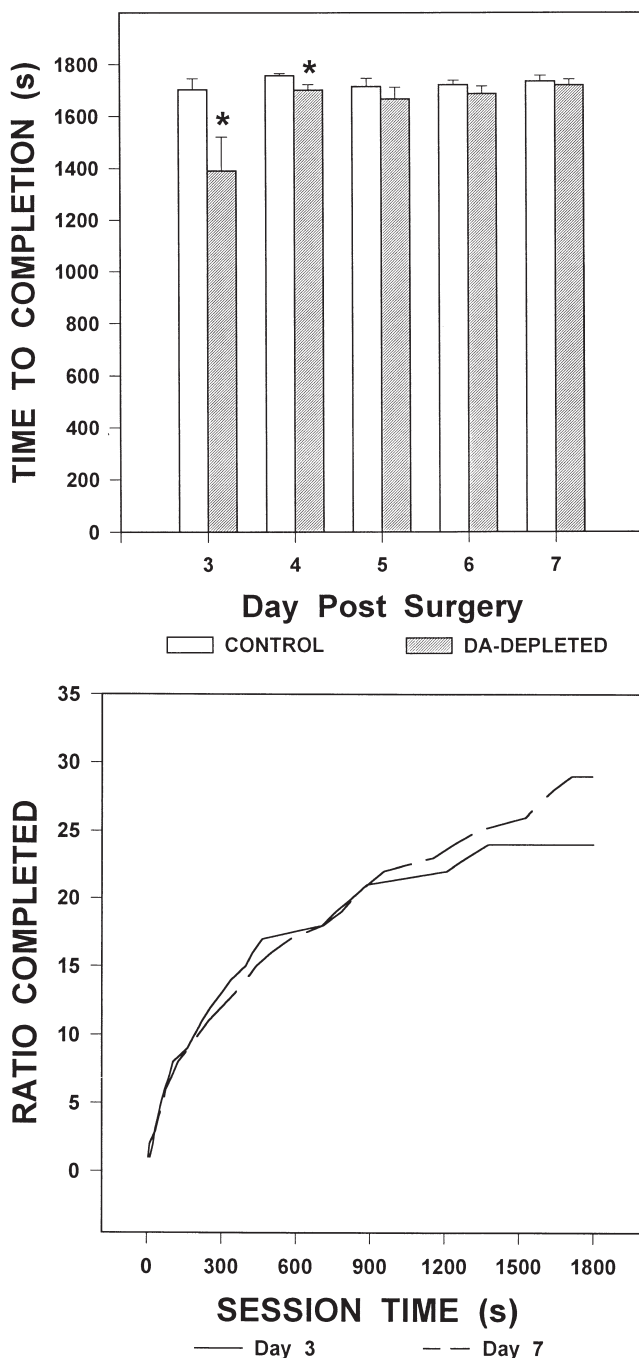 TIME TO COMPLETION (s)
1800
1600
1400
1200
1000
800
600
400
200
0
*
*
3 4 5 6 7
Day Post Surgery
CONTROL DA-DEPLETED
RATIO COMPLETED
35
30
25
20
15
10
5
0
0 300 600 900 1200 1500 1800
SESSION TIME (s)
Day 3 Day 7